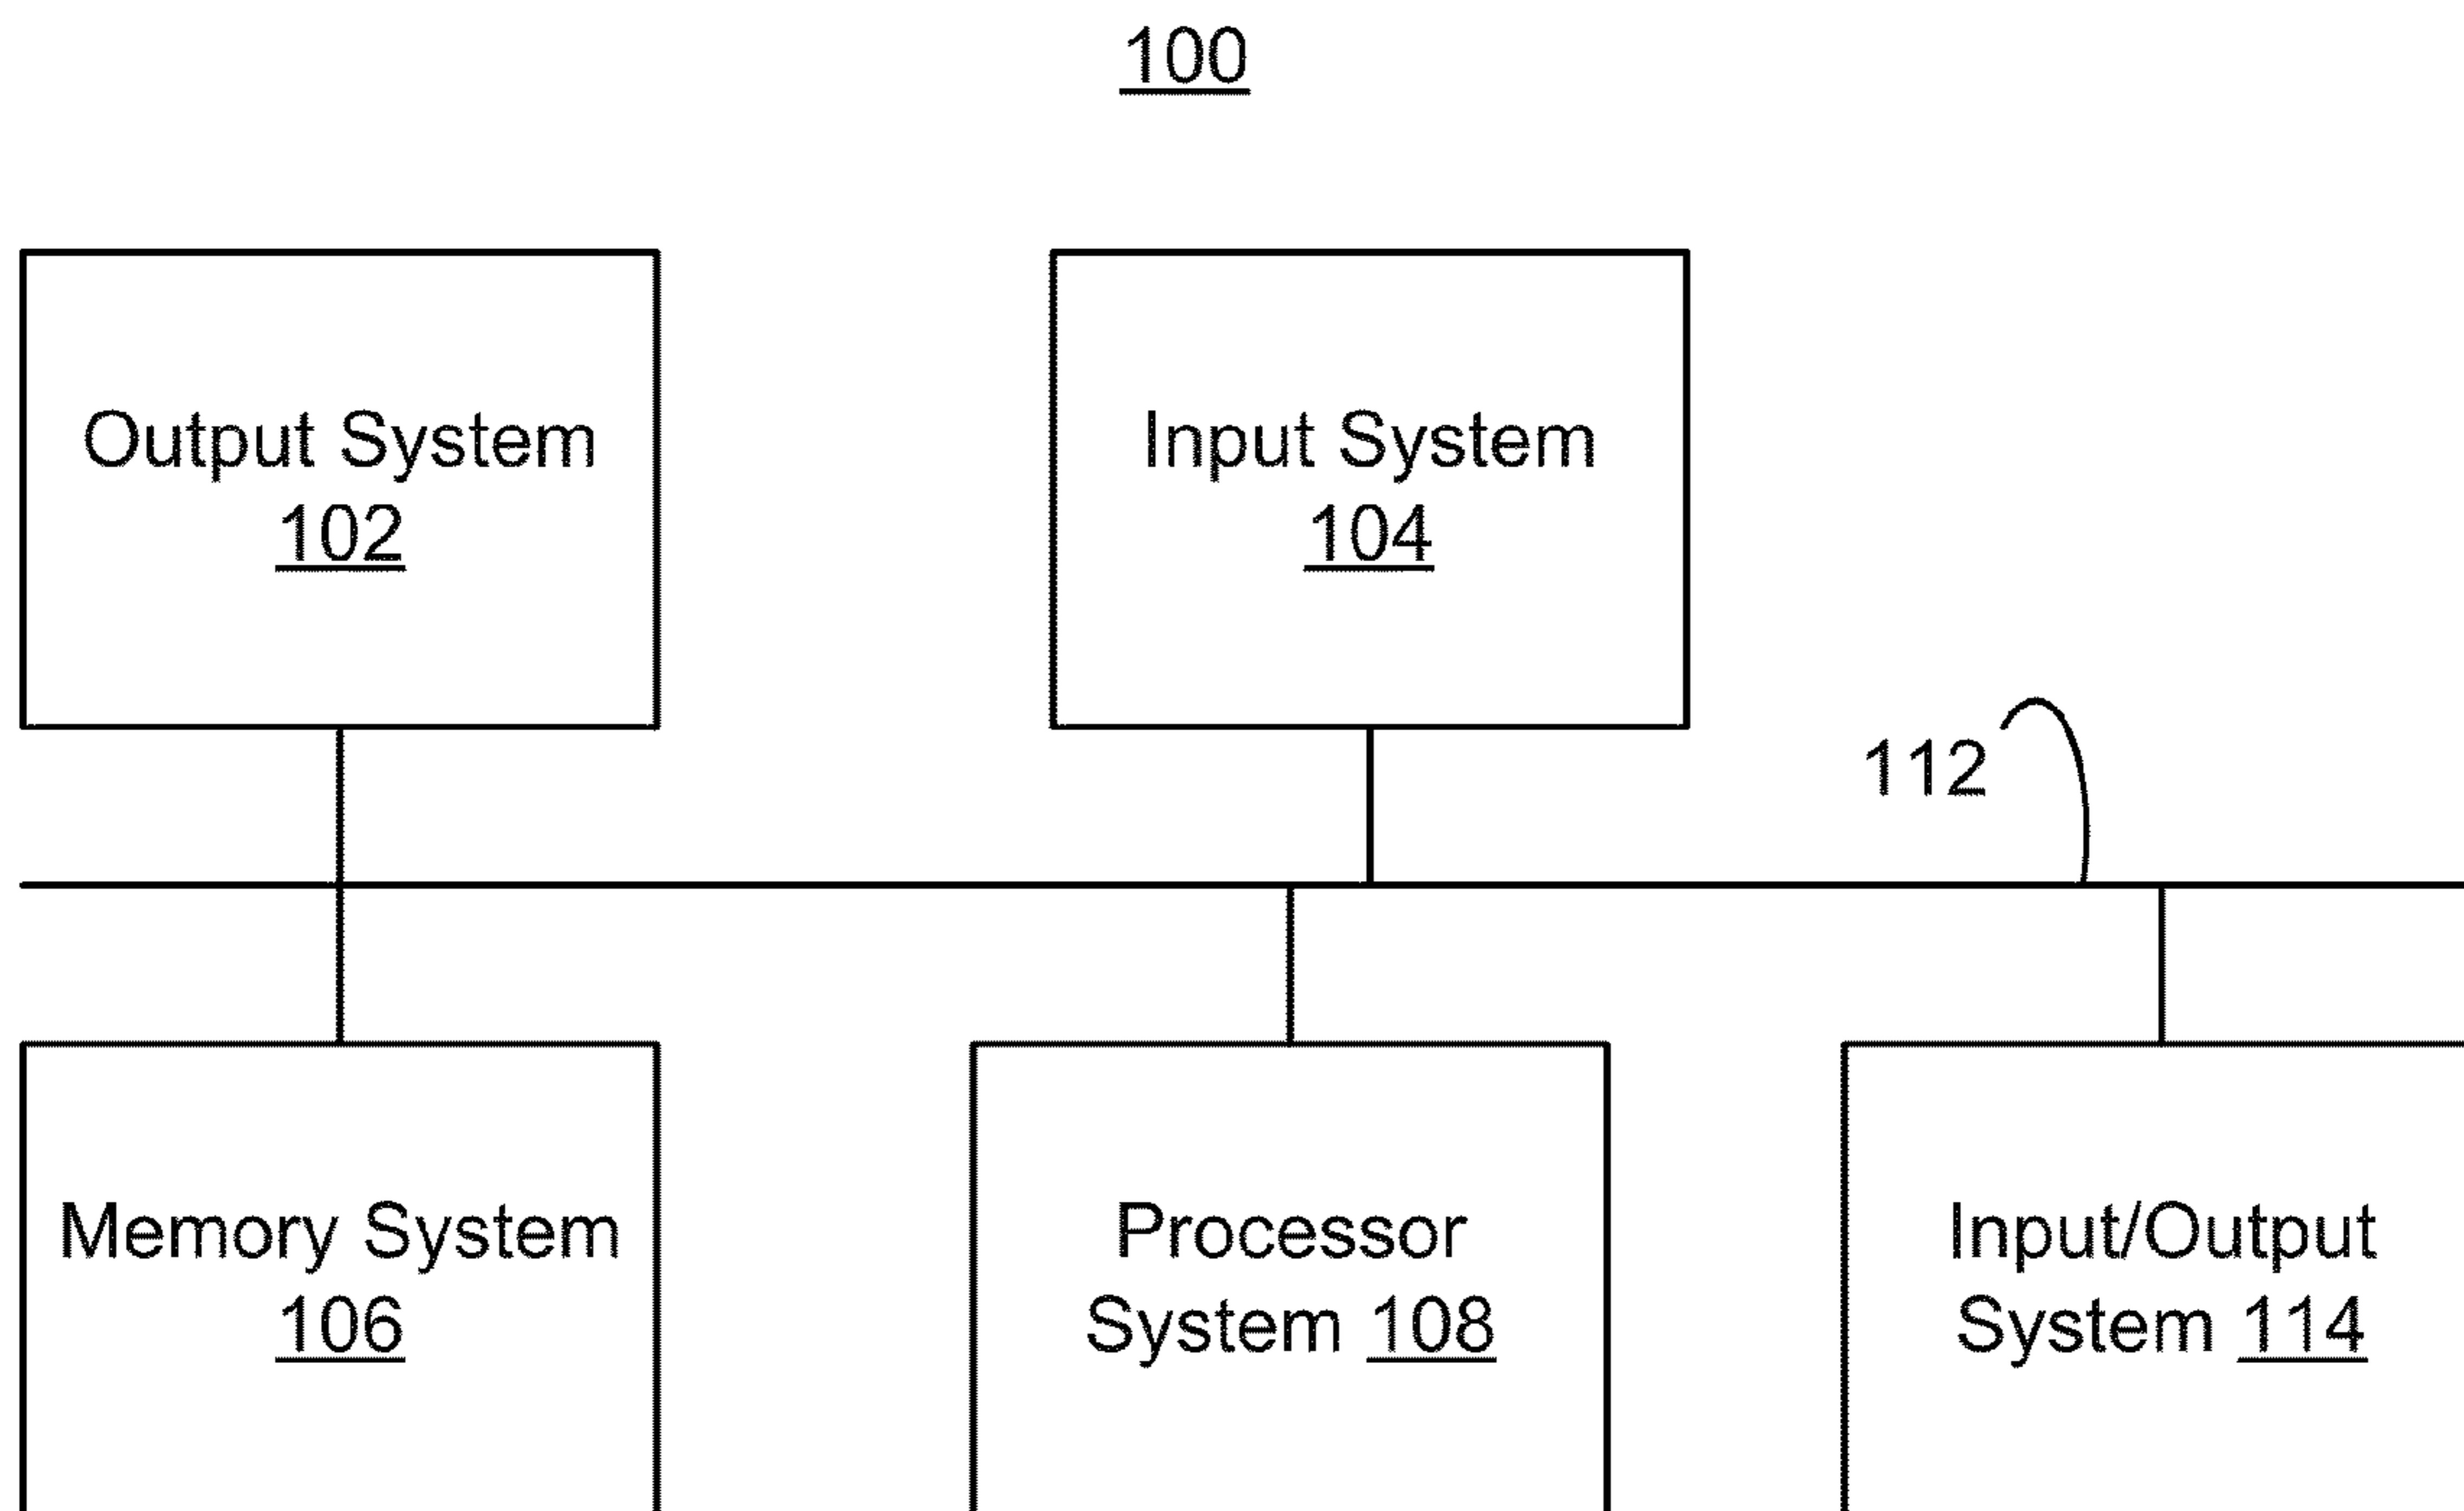 100
Output System
102
Input System
104
112
Memory System
106
Processor
System 108
Input/Output
System 114